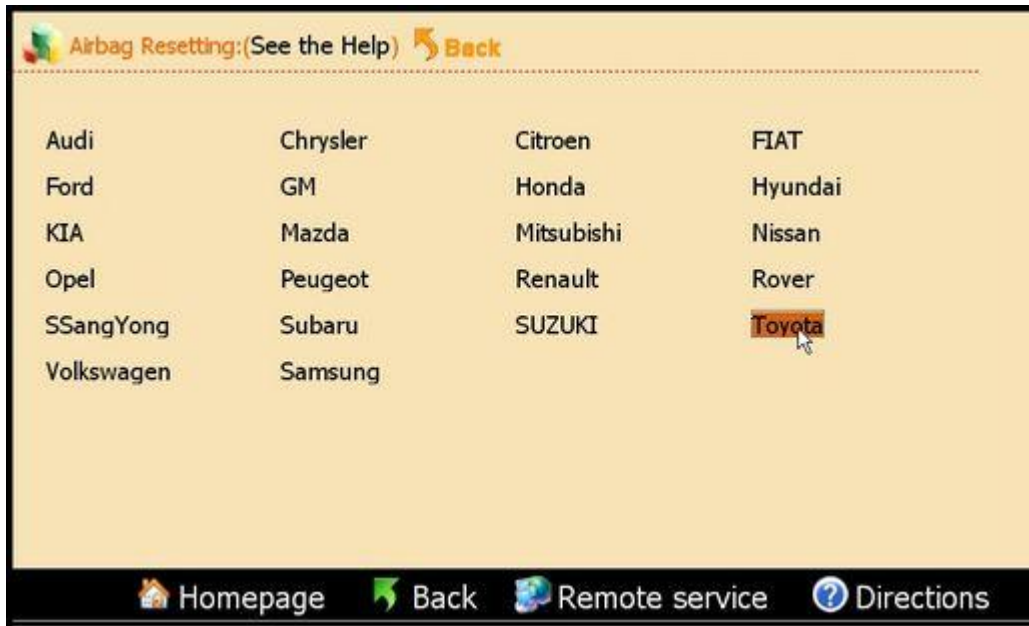 Airbag Resetting:(See the Help) Back
Audi Chrysler Citroen FIAT
Ford GM Honda Hyundai
KIA Mazda Mitsubishi Nissan
Opel Peugeot Renault Rover
SSangYong Subaru SUZUKI Toyota
Volkswagen Samsung
Homepage Back Remote service Directions